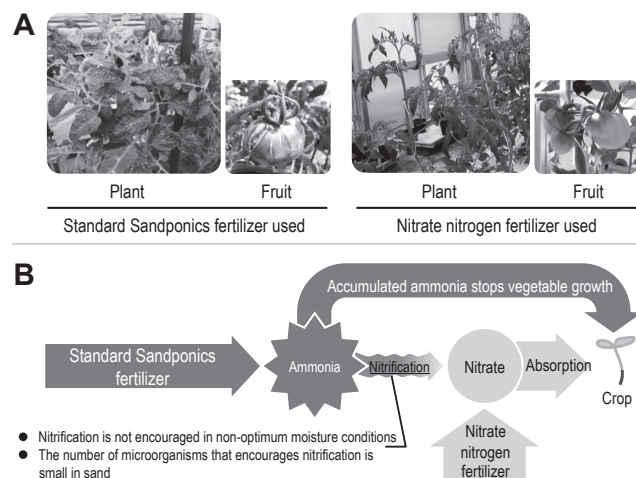 A
Plant
Fruit
Plant
Fruit
Standard Sandponics fertilizer used
Nitrate nitrogen fertilizer used
B
Accumulated ammonia stops vegetable growth
Standard Sandponics
fertilizer
Ammonia
Nitrification
Nitrate
Absorption
Crop
● Nitrification is not encouraged in non-optimum moisture conditions
● The number of microorganisms that encourages nitrification is
small in sand
Nitrate
nitrogen
fertilizer